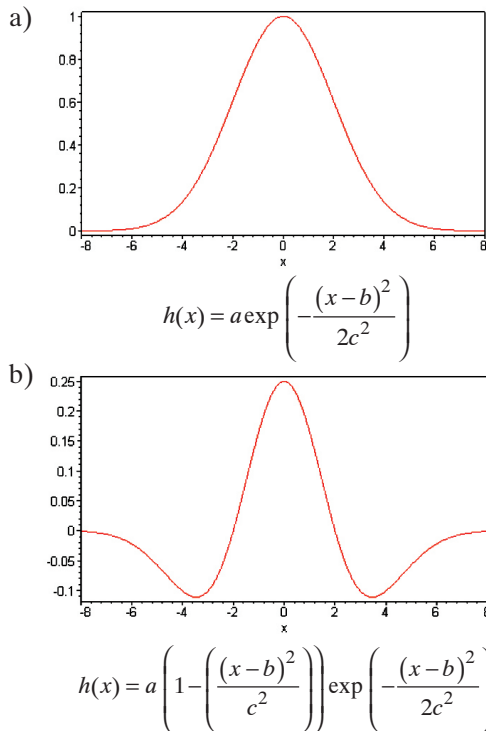 a)
1
0.8
0.6
0.4
0.2
0
-8 -6 -4 -2 0 2 4 6 8
x
h(x) = a exp(-(x-b)²/2c²)
b)
0.25
0.2
0.15
0.1
0.05
0
-0.05
-0.1
-8 -6 -4 -2 0 2 4 6 8
x
h(x) = a(1-((x-b)²/c²)) exp(-(x-b)²/2c²)